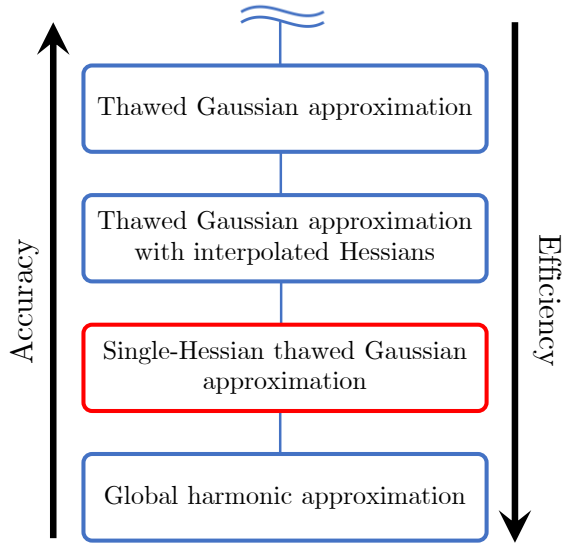 Thawed Gaussian approximation
Thawed Gaussian approximation
with interpolated Hessians
Single-Hessian thawed Gaussian
approximation
Global harmonic approximation
Accuracy
Efficiency